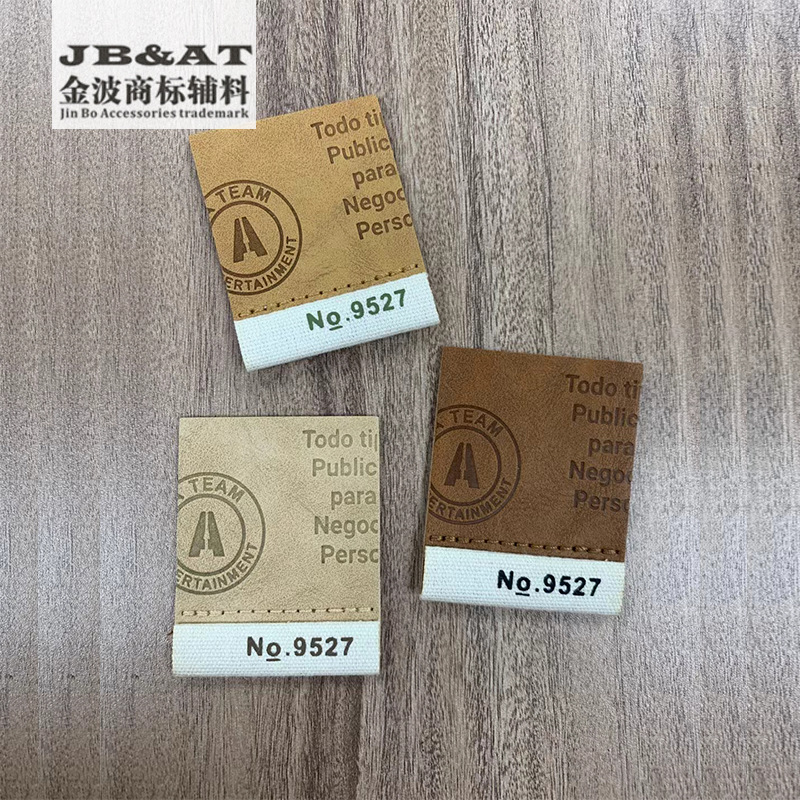 JB&AT
金波商标辅料
Jin Bo Accessories trademark
Todo ti
Public
para
Negoc
Perso
TEAM
A
ERTAINMENT
No.9527
Todo tip
Public
para
Negoc
Perso
TEAM
A
ERTAINMENT
No.9527
Todo ti
Public
para
Negoc
Perso
TEAM
A
ERTAINMENT
No.9527